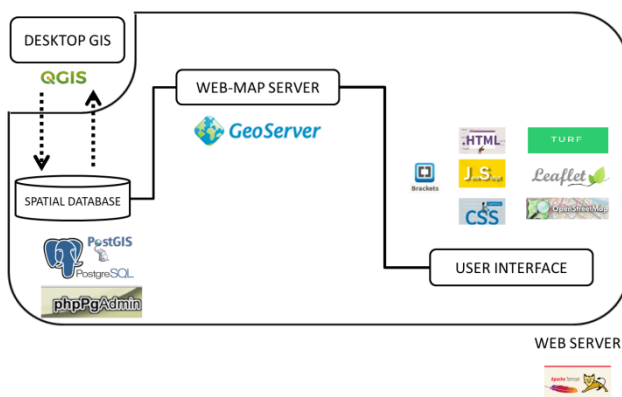 DESKTOP GIS
QGIS
WEB-MAP SERVER
GeoServer
SPATIAL DATABASE
PostGIS
PostgreSQL
phpPgAdmin
.HTML
TURF
Brackets
J.S.
Leaflet
CSS
OpenStreetMap
USER INTERFACE
WEB SERVER
Apache Tomcat